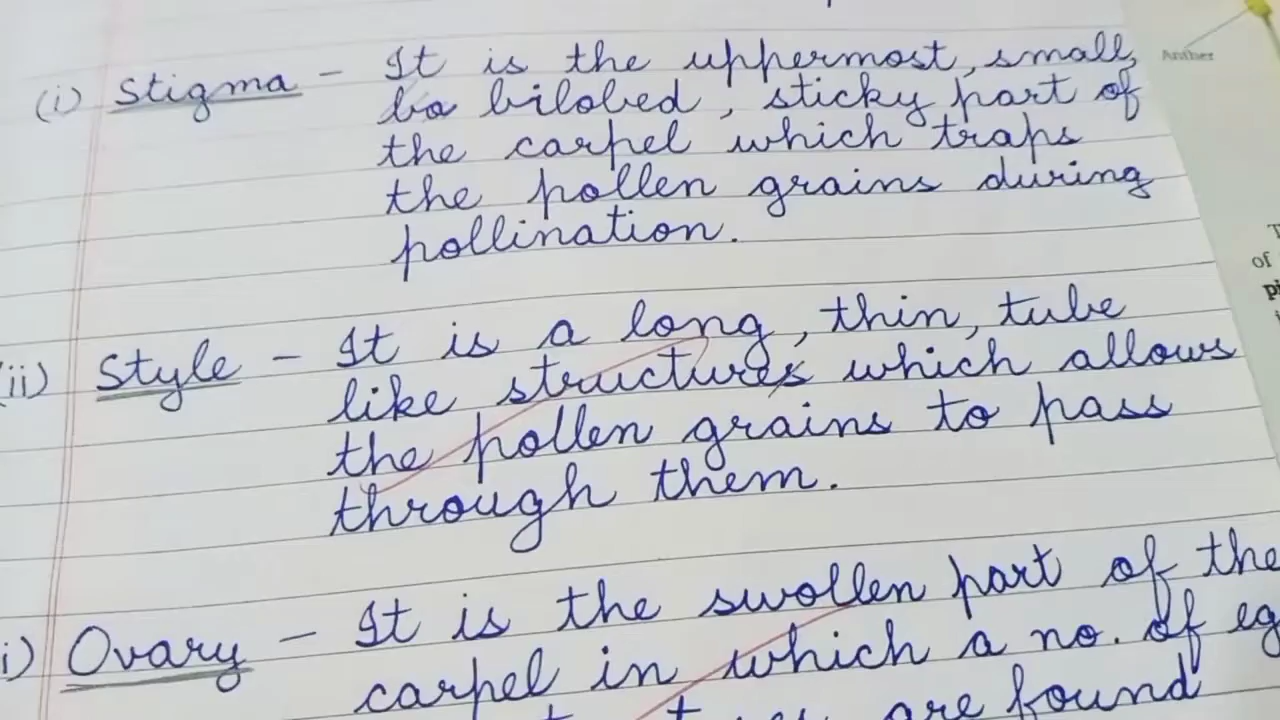 Anther
(i) Stigma - It is the uppermost, small,
bo bilobed, sticky part of
the carpel which traps
the pollen grains during
pollination.
of
(ii) Style - It is a long, thin, tube
like structures which allows
the pollen grains to pass
through them.
i) Ovary - It is the swollen part of the
carpel in which a no. of eg
are found